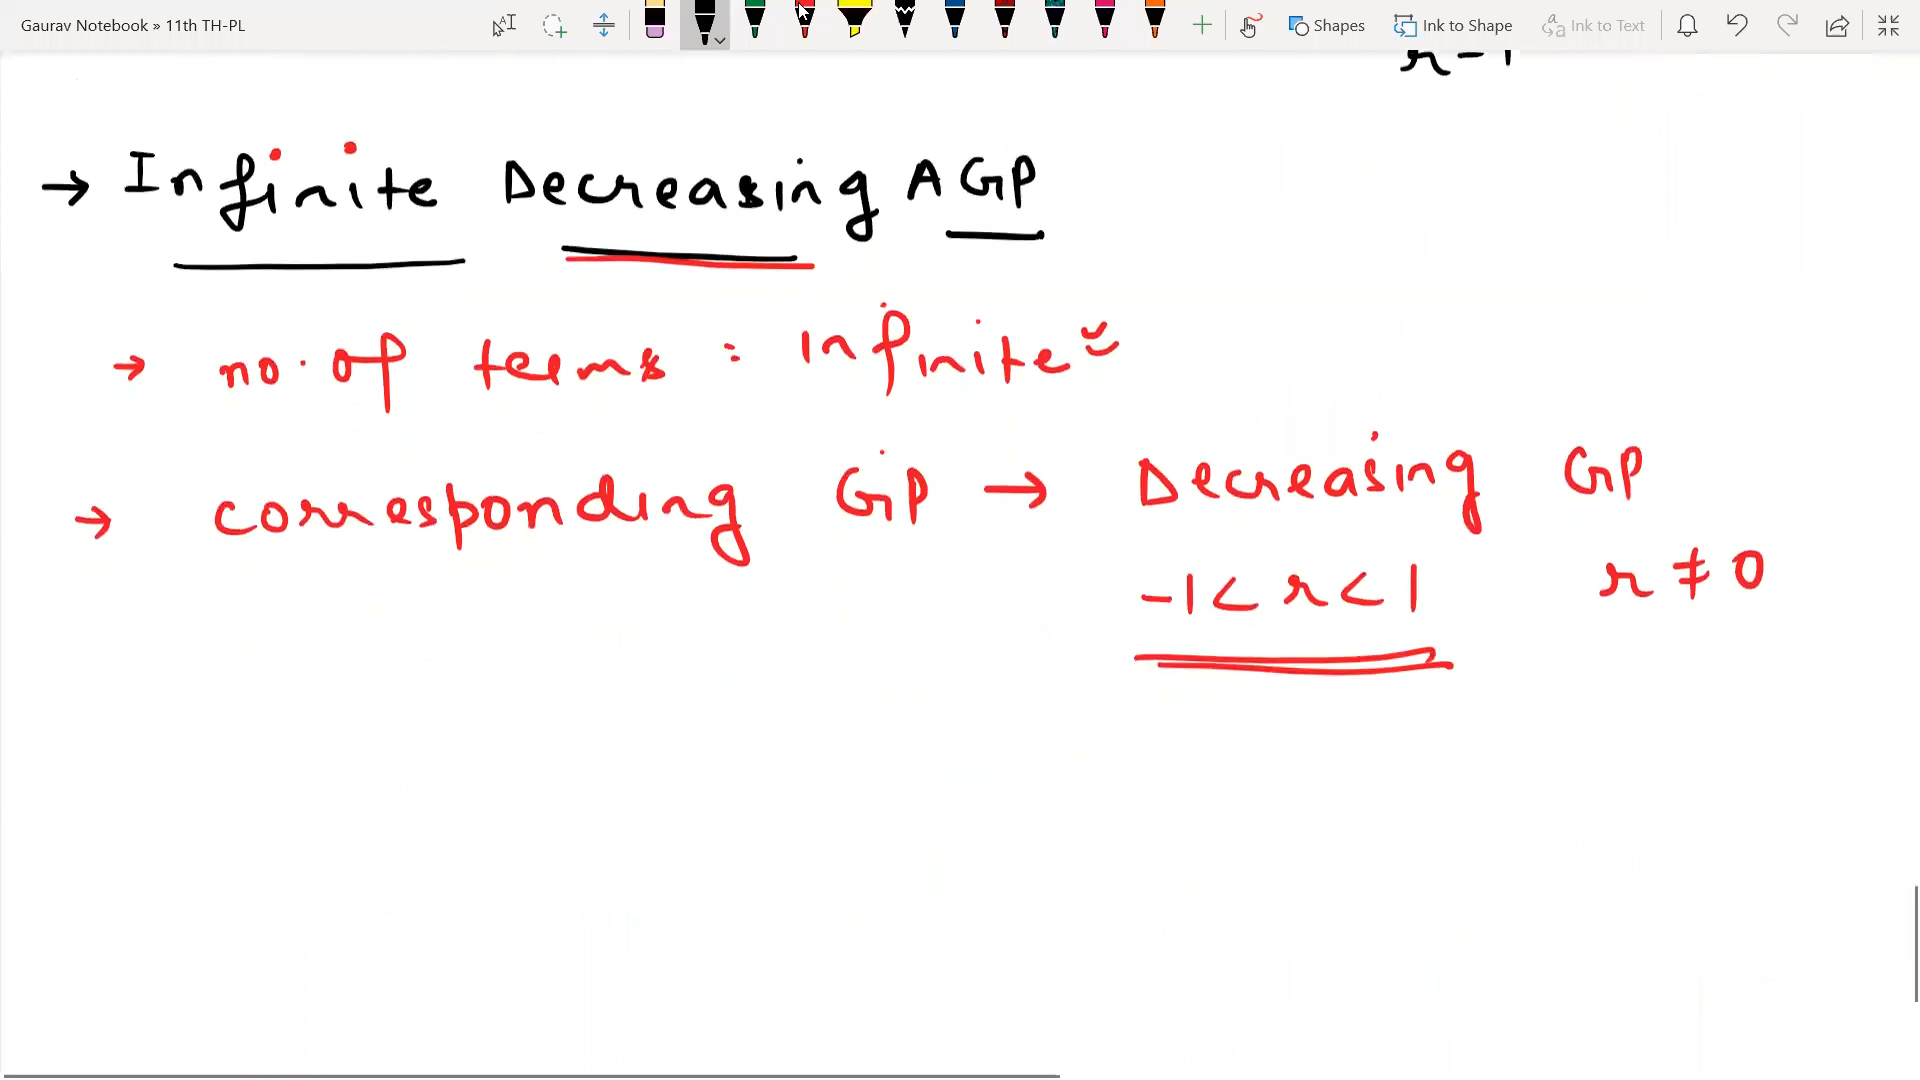 Gaurav Notebook » 11th TH-PL
Shapes
Ink to Shape
Ink to Text
r-1
→ Infinite Decreasing AGP
→ no. of terms : infinite
→ corresponding GP → Decreasing GP
-1 < r < 1 r ≠ 0